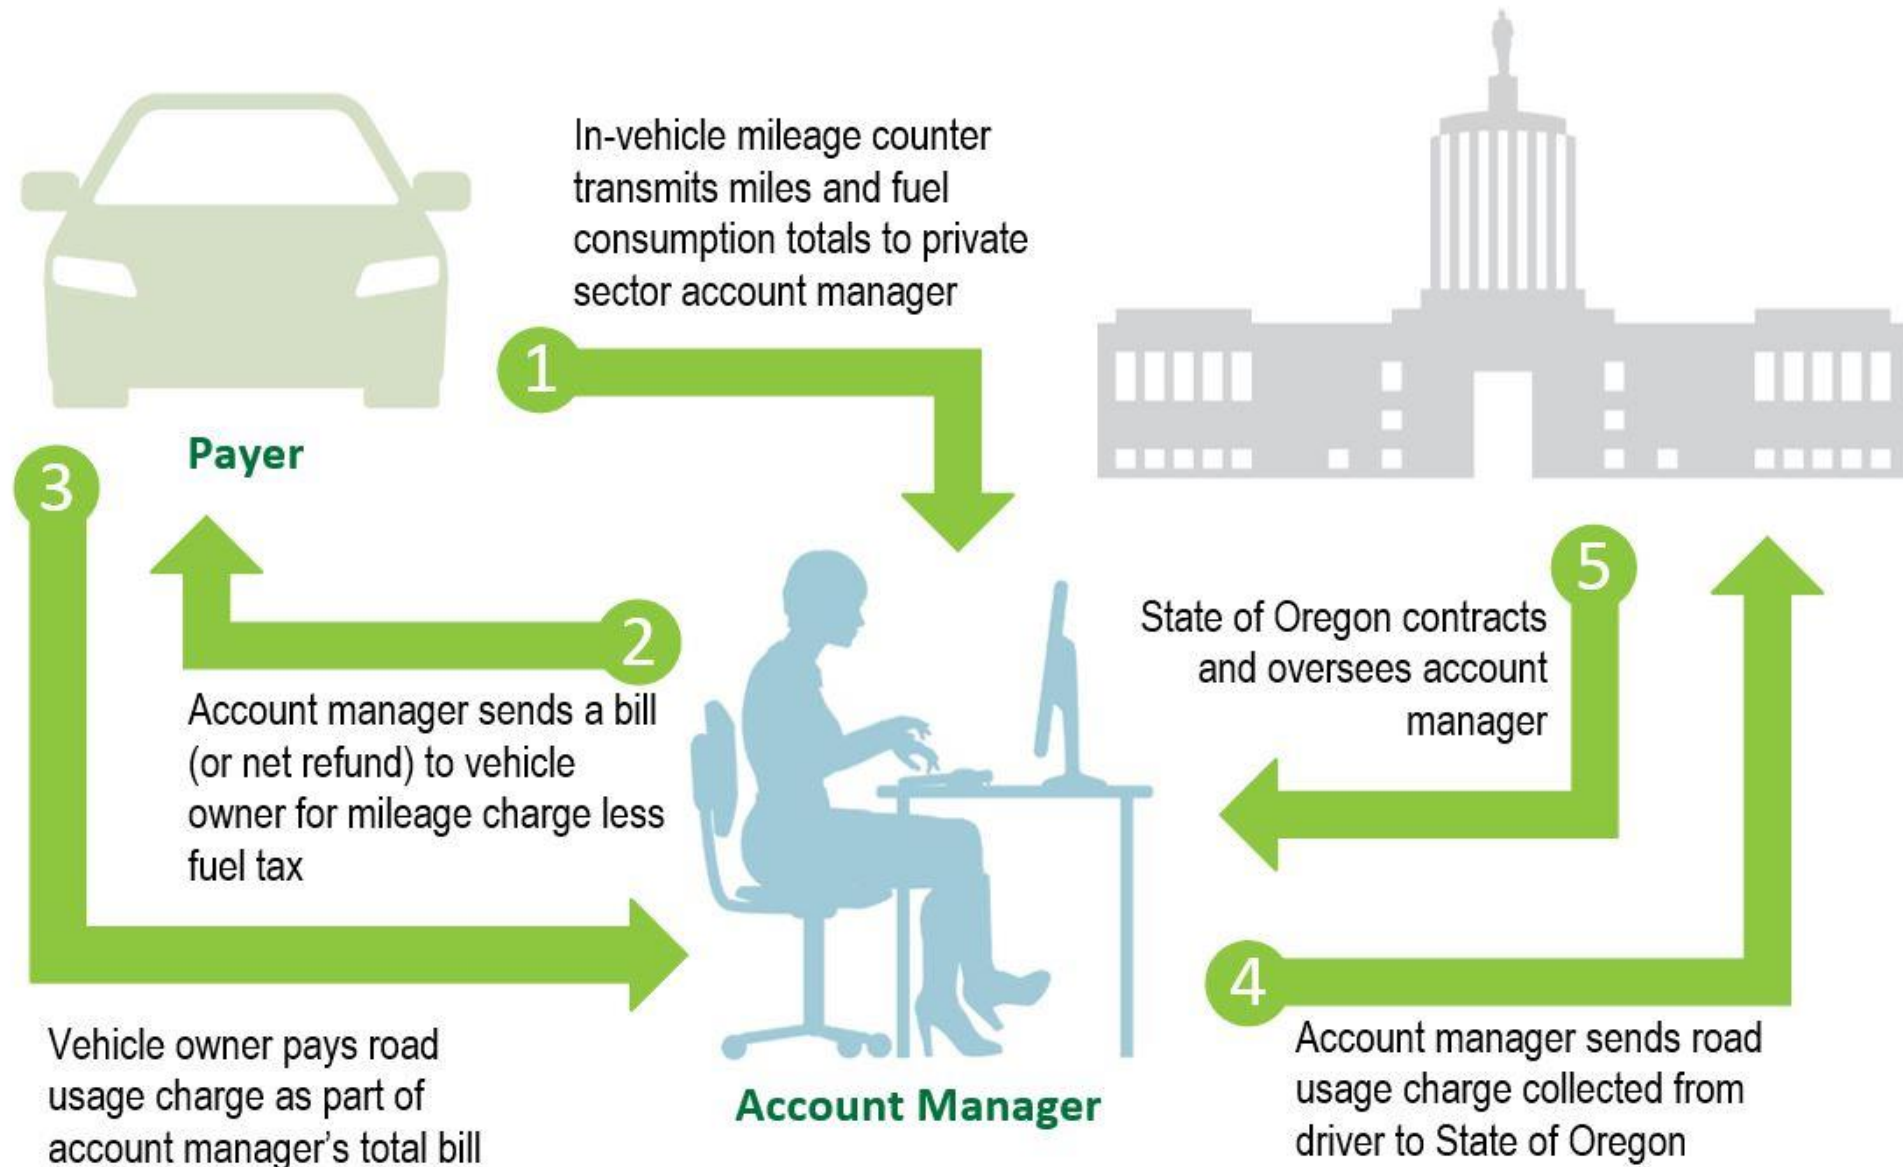 1
In-vehicle mileage counter
transmits miles and fuel
consumption totals to private
sector account manager
Payer
2
Account manager sends a bill
(or net refund) to vehicle
owner for mileage charge less
fuel tax
3
Vehicle owner pays road
usage charge as part of
account manager’s total bill
Account Manager
4
Account manager sends road
usage charge collected from
driver to State of Oregon
5
State of Oregon contracts
and oversees account
manager